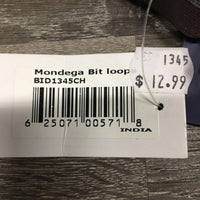 1345
$12.99
Mondega Bit loop
BID1345CH
6 25071 00571 8
INDIA